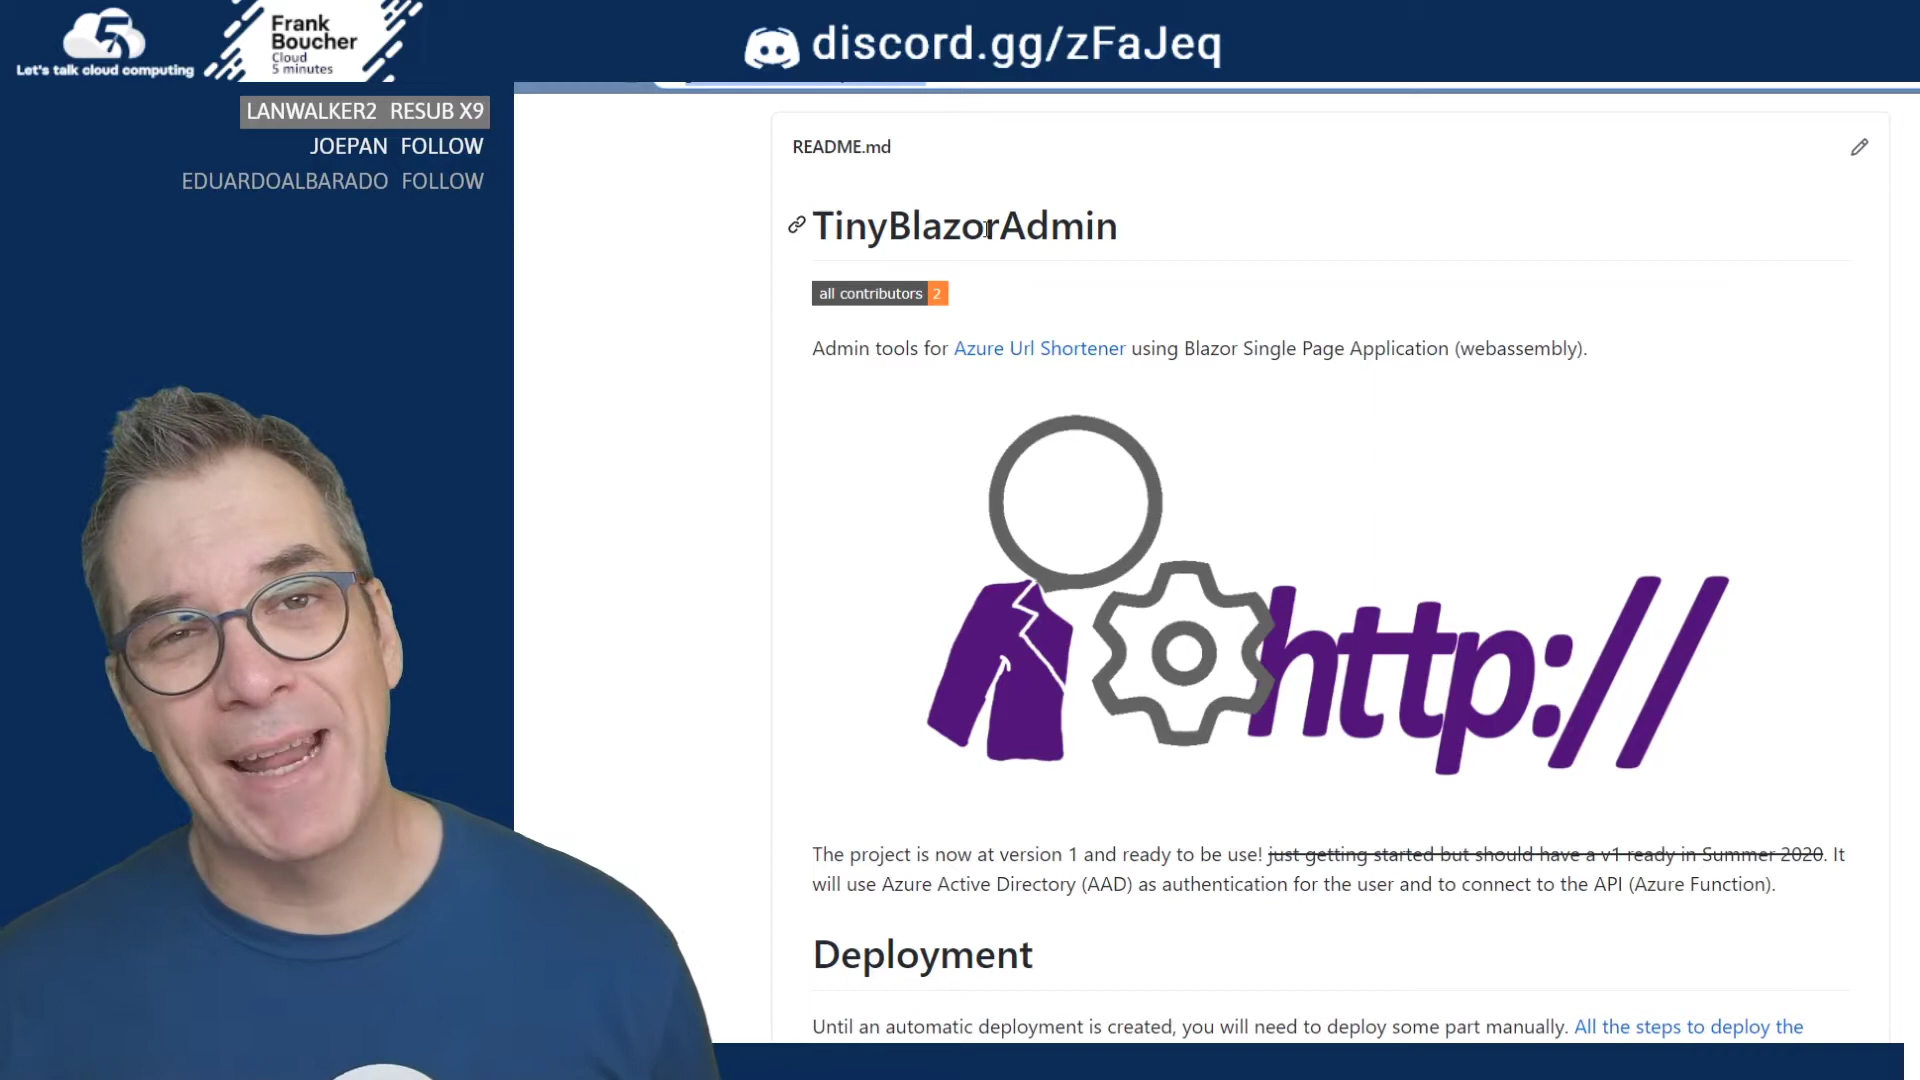 5
Let's talk cloud computing
Frank
Boucher
Cloud
5 minutes
discord.gg/zFaJeq
LANWALKER2 RESUB X9
JOEPAN FOLLOW
EDUARDOALBARADO FOLLOW
README.md
TinyBlazorAdmin
all contributors 2
Admin tools for Azure Url Shortener using Blazor Single Page Application (webassembly).
http://
The project is now at version 1 and ready to be use! just getting started but should have a v1 ready in Summer 2020. It
will use Azure Active Directory (AAD) as authentication for the user and to connect to the API (Azure Function).
Deployment
Until an automatic deployment is created, you will need to deploy some part manually. All the steps to deploy the